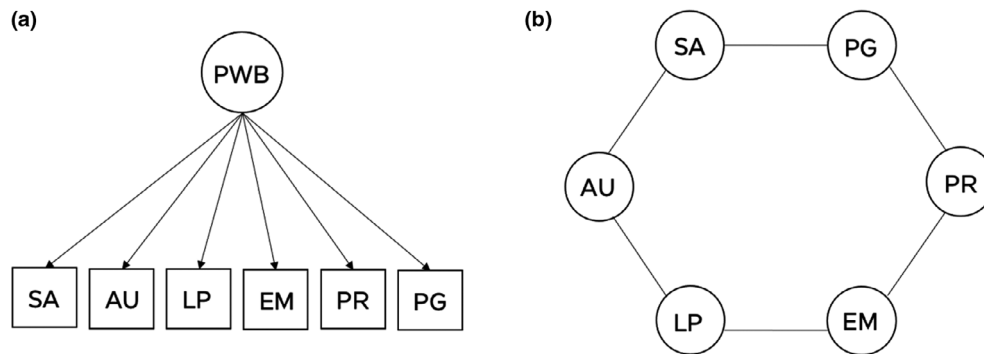 (a)
PWB
SA AU LP EM PR PG
(b)
SA PG
AU PR
LP EM